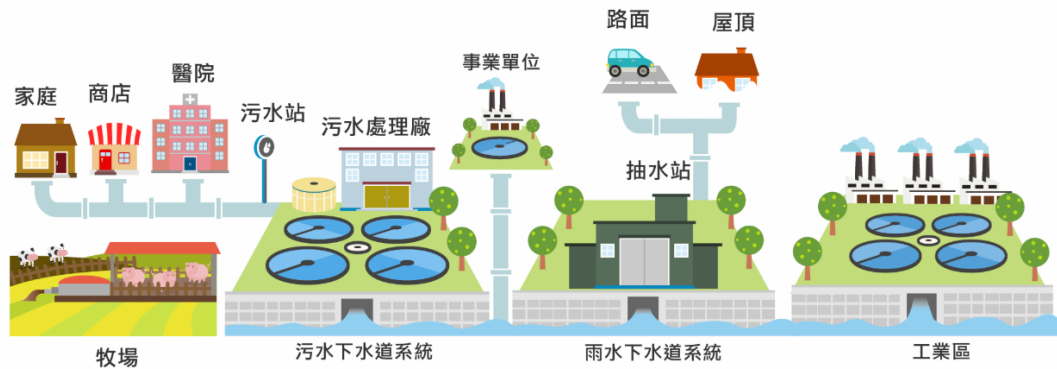 家庭
商店
醫院
污水站
污水處理廠
事業單位
路面
屋頂
抽水站
牧場
污水下水道系統
雨水下水道系統
工業區